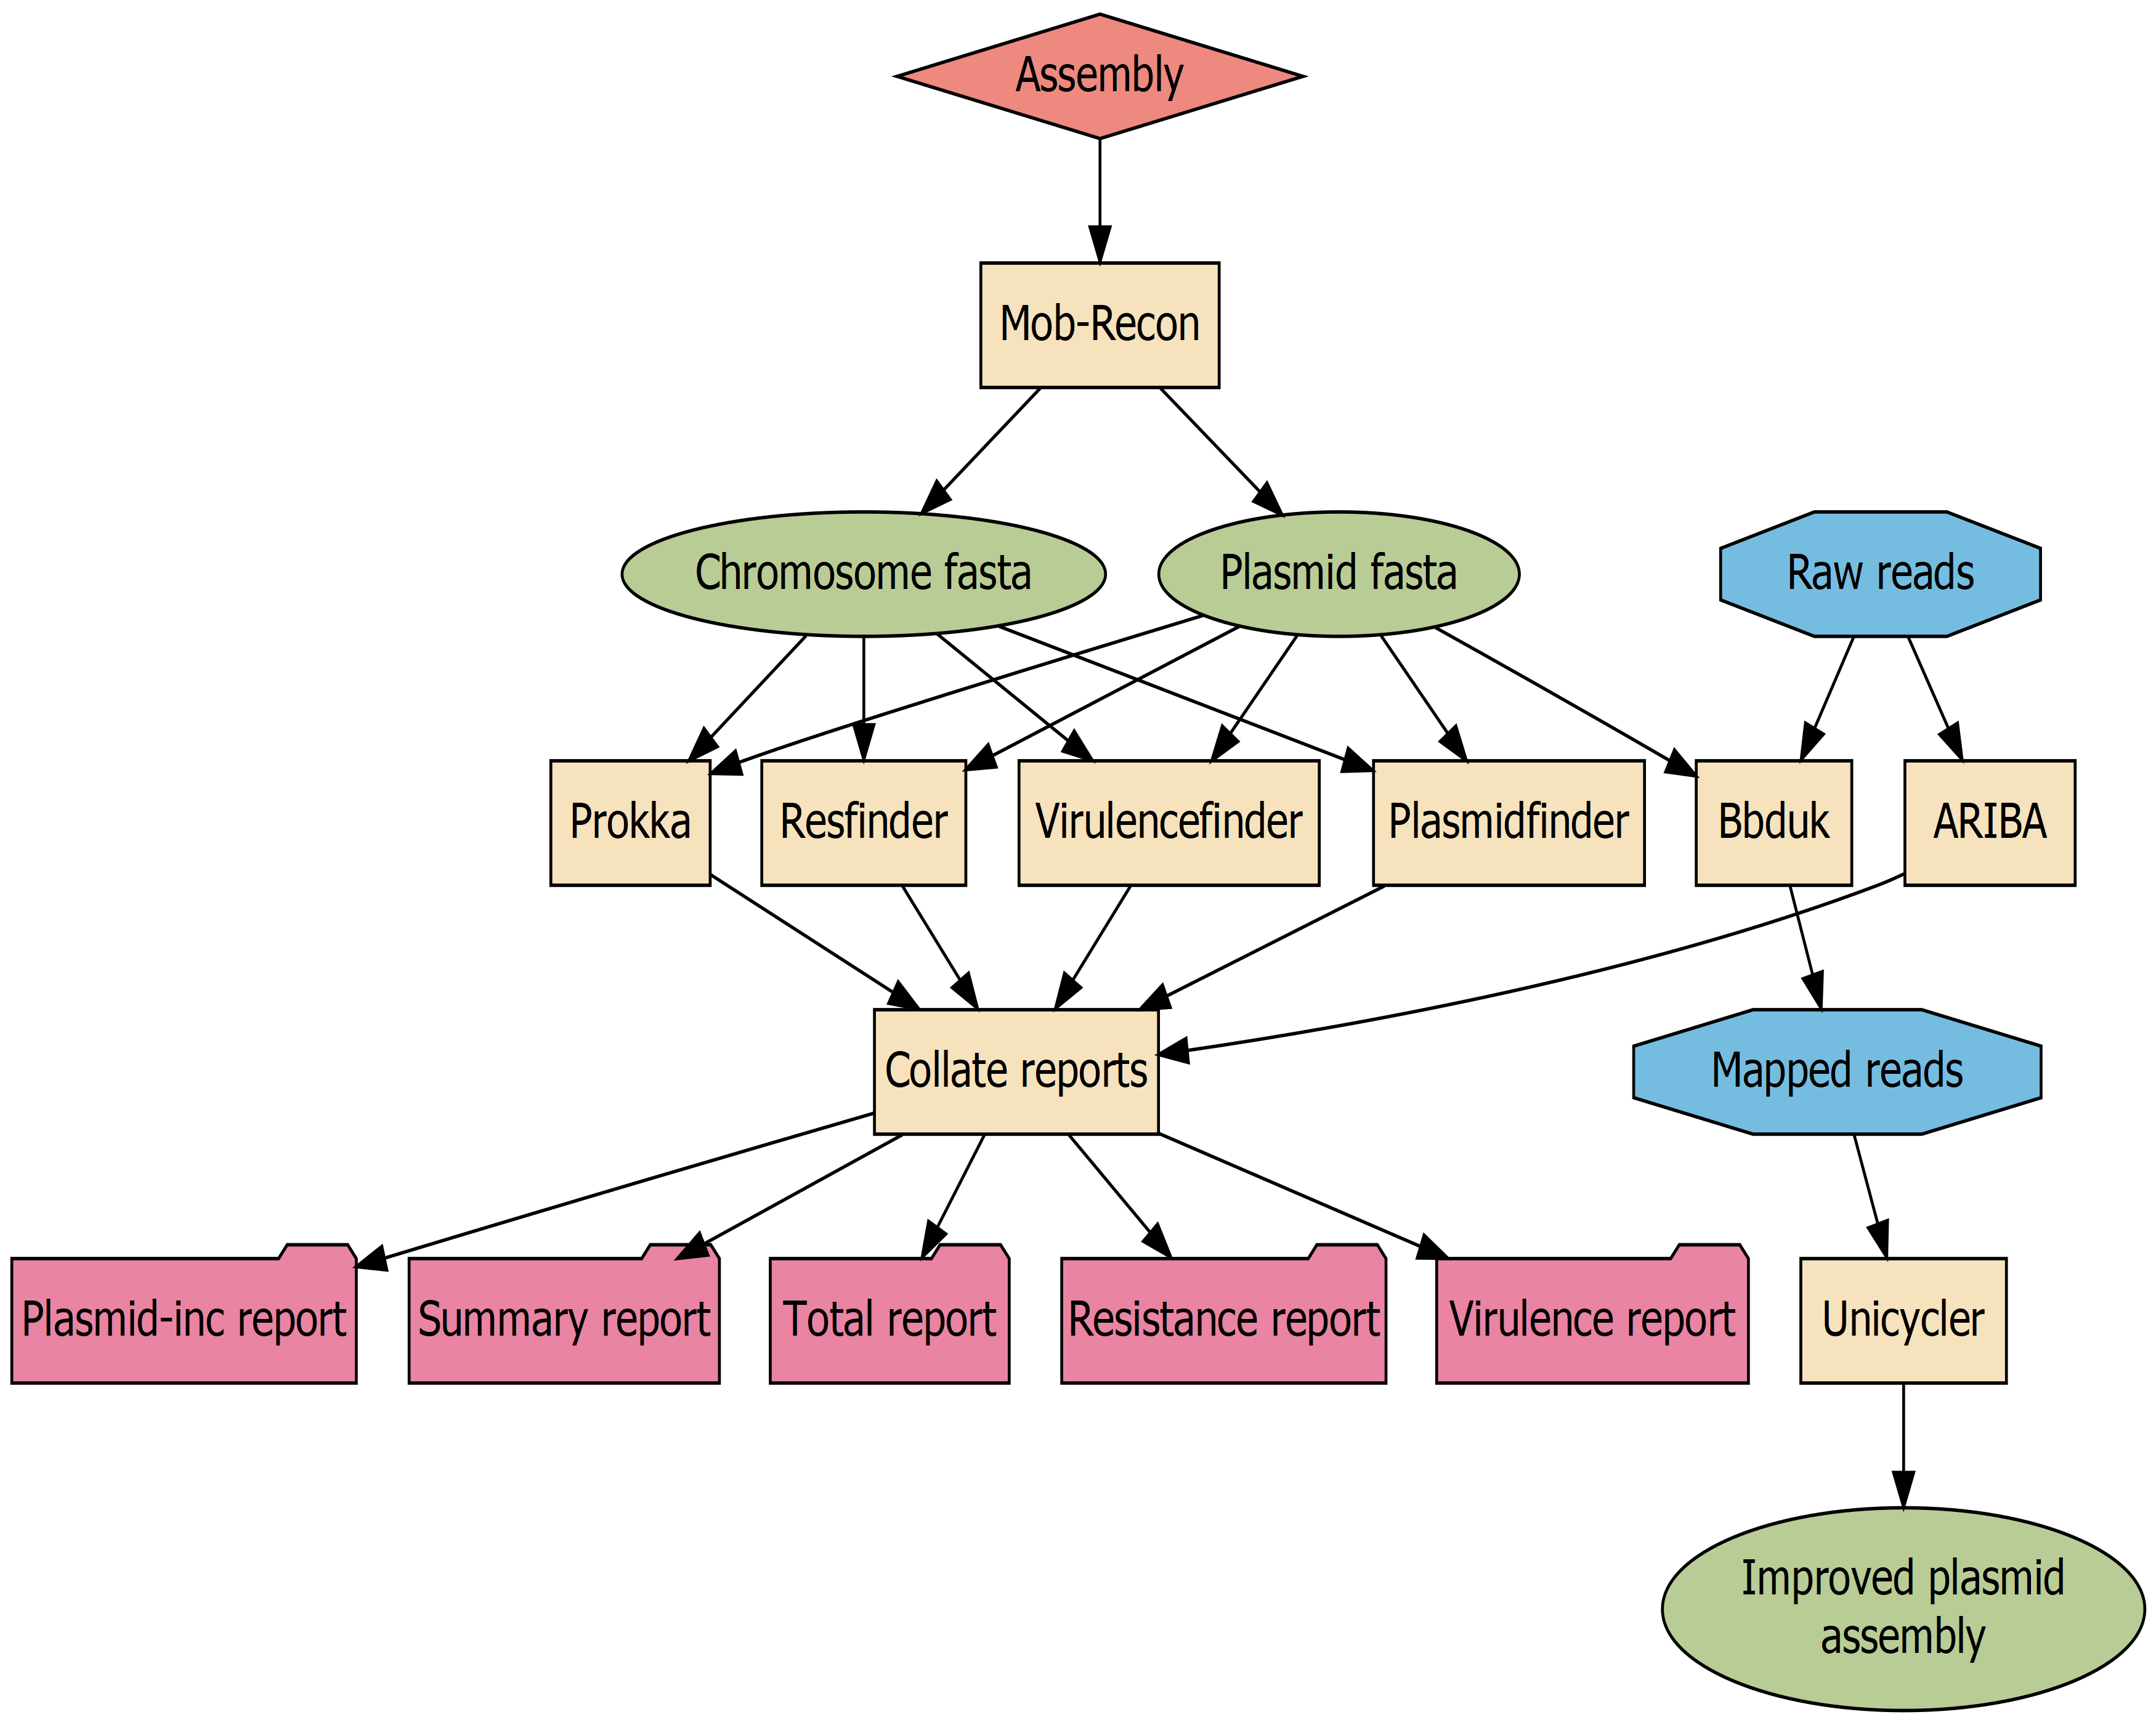 Assembly
Mob-Recon
Chromosome fasta
Plasmid fasta
Raw reads
Prokka
Resfinder
Virulencefinder
Plasmidfinder
Bbduk
ARIBA
Collate reports
Mapped reads
Plasmid-inc report
Summary report
Total report
Resistance report
Virulence report
Unicycler
Improved plasmid
assembly